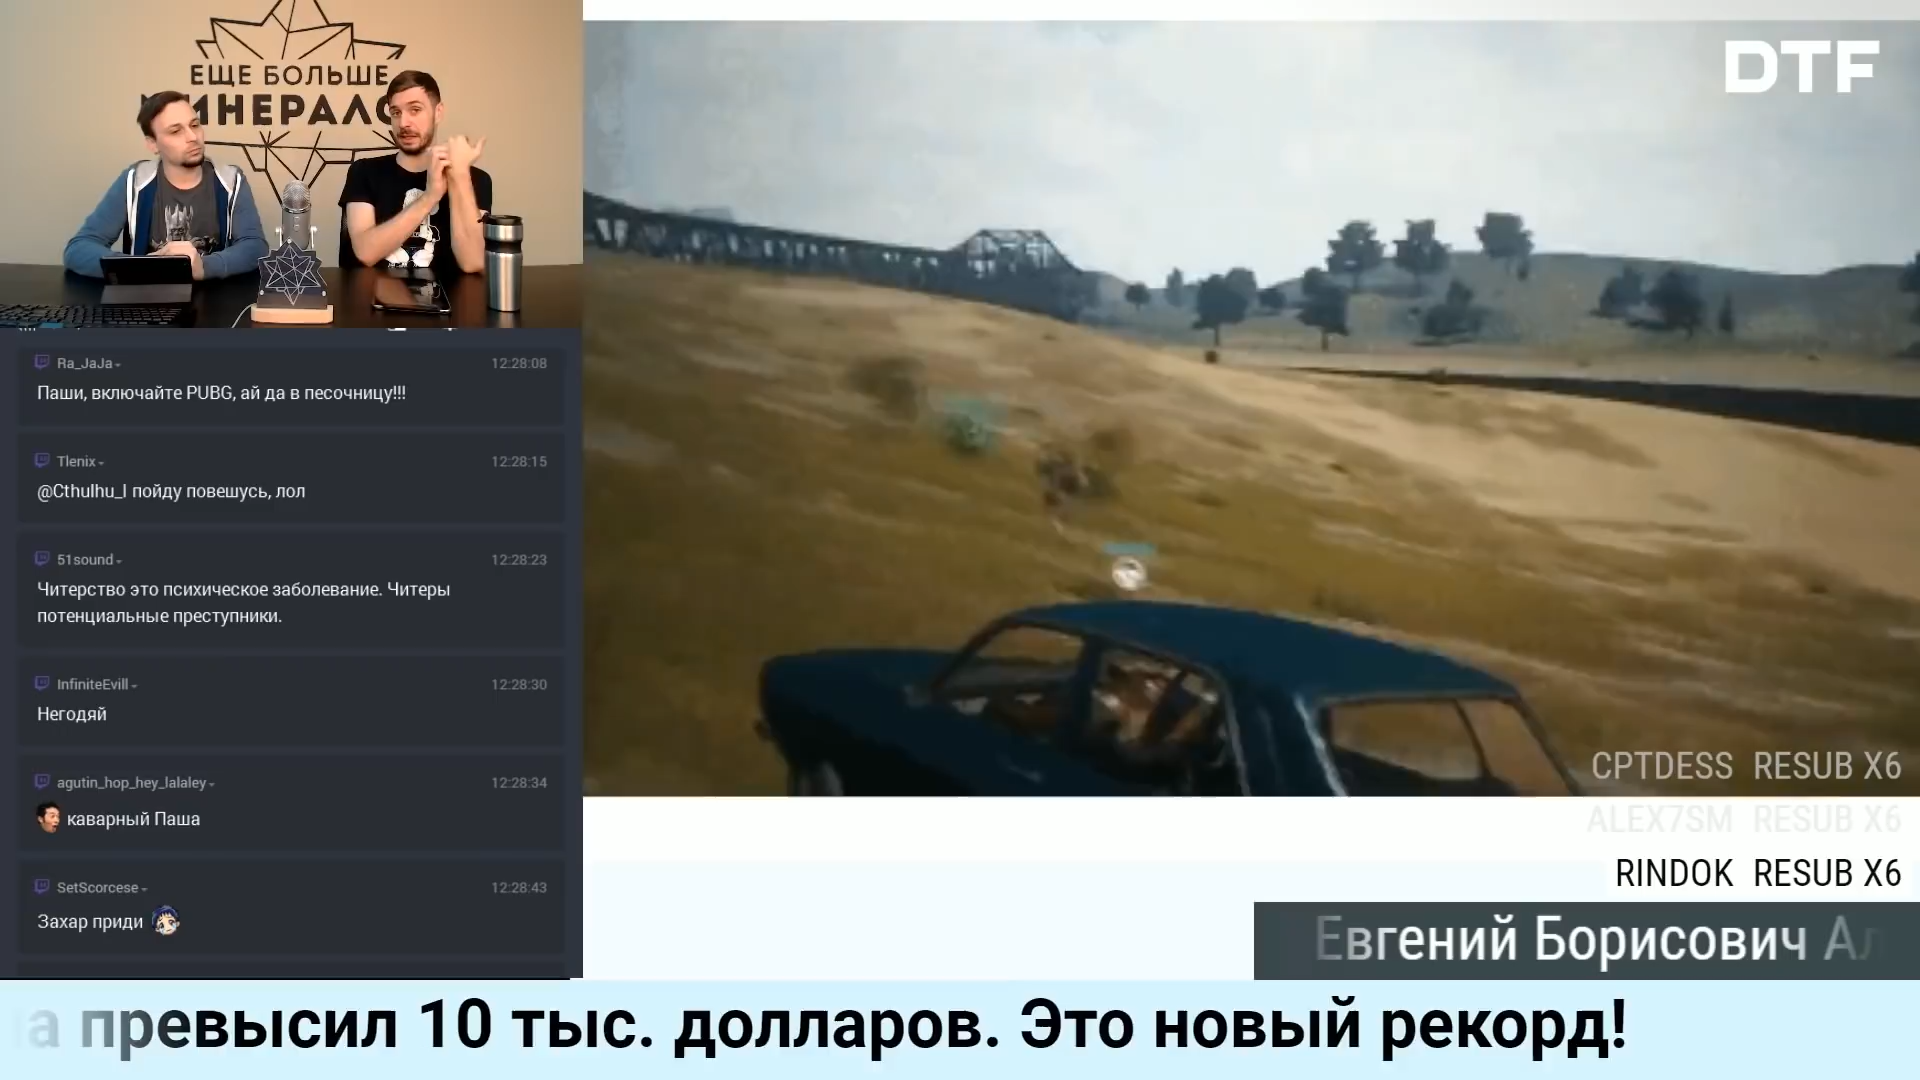 ЕЩЕ БОЛЬШЕ
DTF
Ra_JaJa
12:28:08
Паши, включайте PUBG, ай да в песочницу!!!
Tlenix
12:28:15
@Cthulhu_I пойду повешусь, лол
51sound
12:28:23
Читерство это психическое заболевание. Читеры
потенциальные преступники.
InfiniteEvill
12:28:30
Негодяй
agutin_hop_hey_lalaley
12:28:34
каварный Паша
SetScorcese
12:28:43
Захар приди
CPTDESS RESUB X6
ALEX7SM RESUB X6
RINDOK RESUB X6
Евгений Борисович
превысил 10 тыс. долларов. Это новый рекорд!